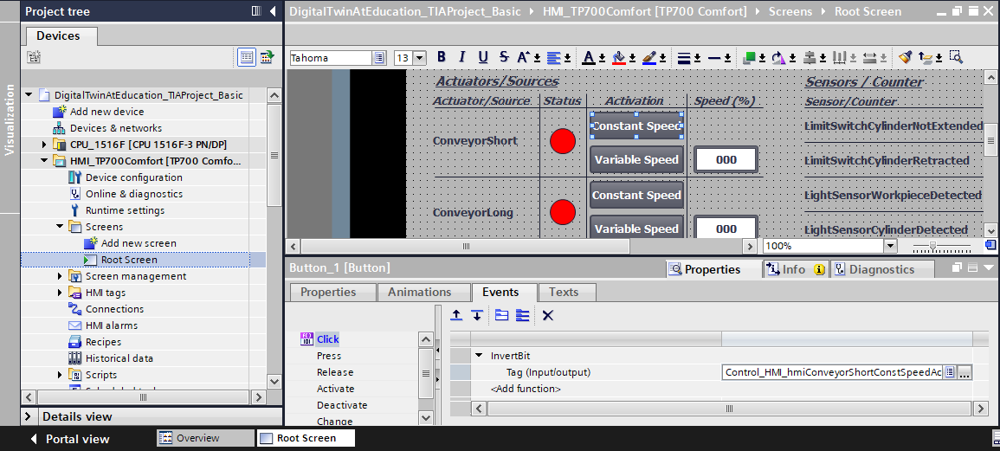 Project tree
DigitalTwinAtEducation_TIAProject_Basic
HMI_TP700Comfort [TP700 Comfort]
Screens
Root Screen
Devices
Visualization
DigitalTwinAtEducation_TIAProject_Basic
Add new device
Devices & networks
CPU_1516F [CPU 1516F-3 PN/DP]
HMI_TP700Comfort [TP700 Comfo...
Device configuration
Online & diagnostics
Runtime settings
Screens
Add new screen
Root Screen
Screen management
HMI tags
Connections
HMI alarms
Recipes
Historical data
Scripts
Details view
Tahoma
13
B
I
U
S
A
A
Actuators/Sources
Sensors / Counter
Actuator/Source
Status
Activation
Speed (%)
Sensor/Counter
ConveyorShort
Constant Speed
LimitSwitchCylinderNotExtended
Variable Speed
000
LimitSwitchCylinderRetracted
ConveyorLong
Constant Speed
LightSensorWorkpieceDetected
Variable Speed
000
LightSensorCylinderDetected
100%
Button_1 [Button]
Properties
Info
Diagnostics
Properties
Animations
Events
Texts
Click
Press
Release
Activate
Deactivate
Change
InvertBit
Tag (Input/output)
Control_HMI_hmiConveyorShortConstSpeedAc
...
<Add function>
Portal view
Overview
Root Screen